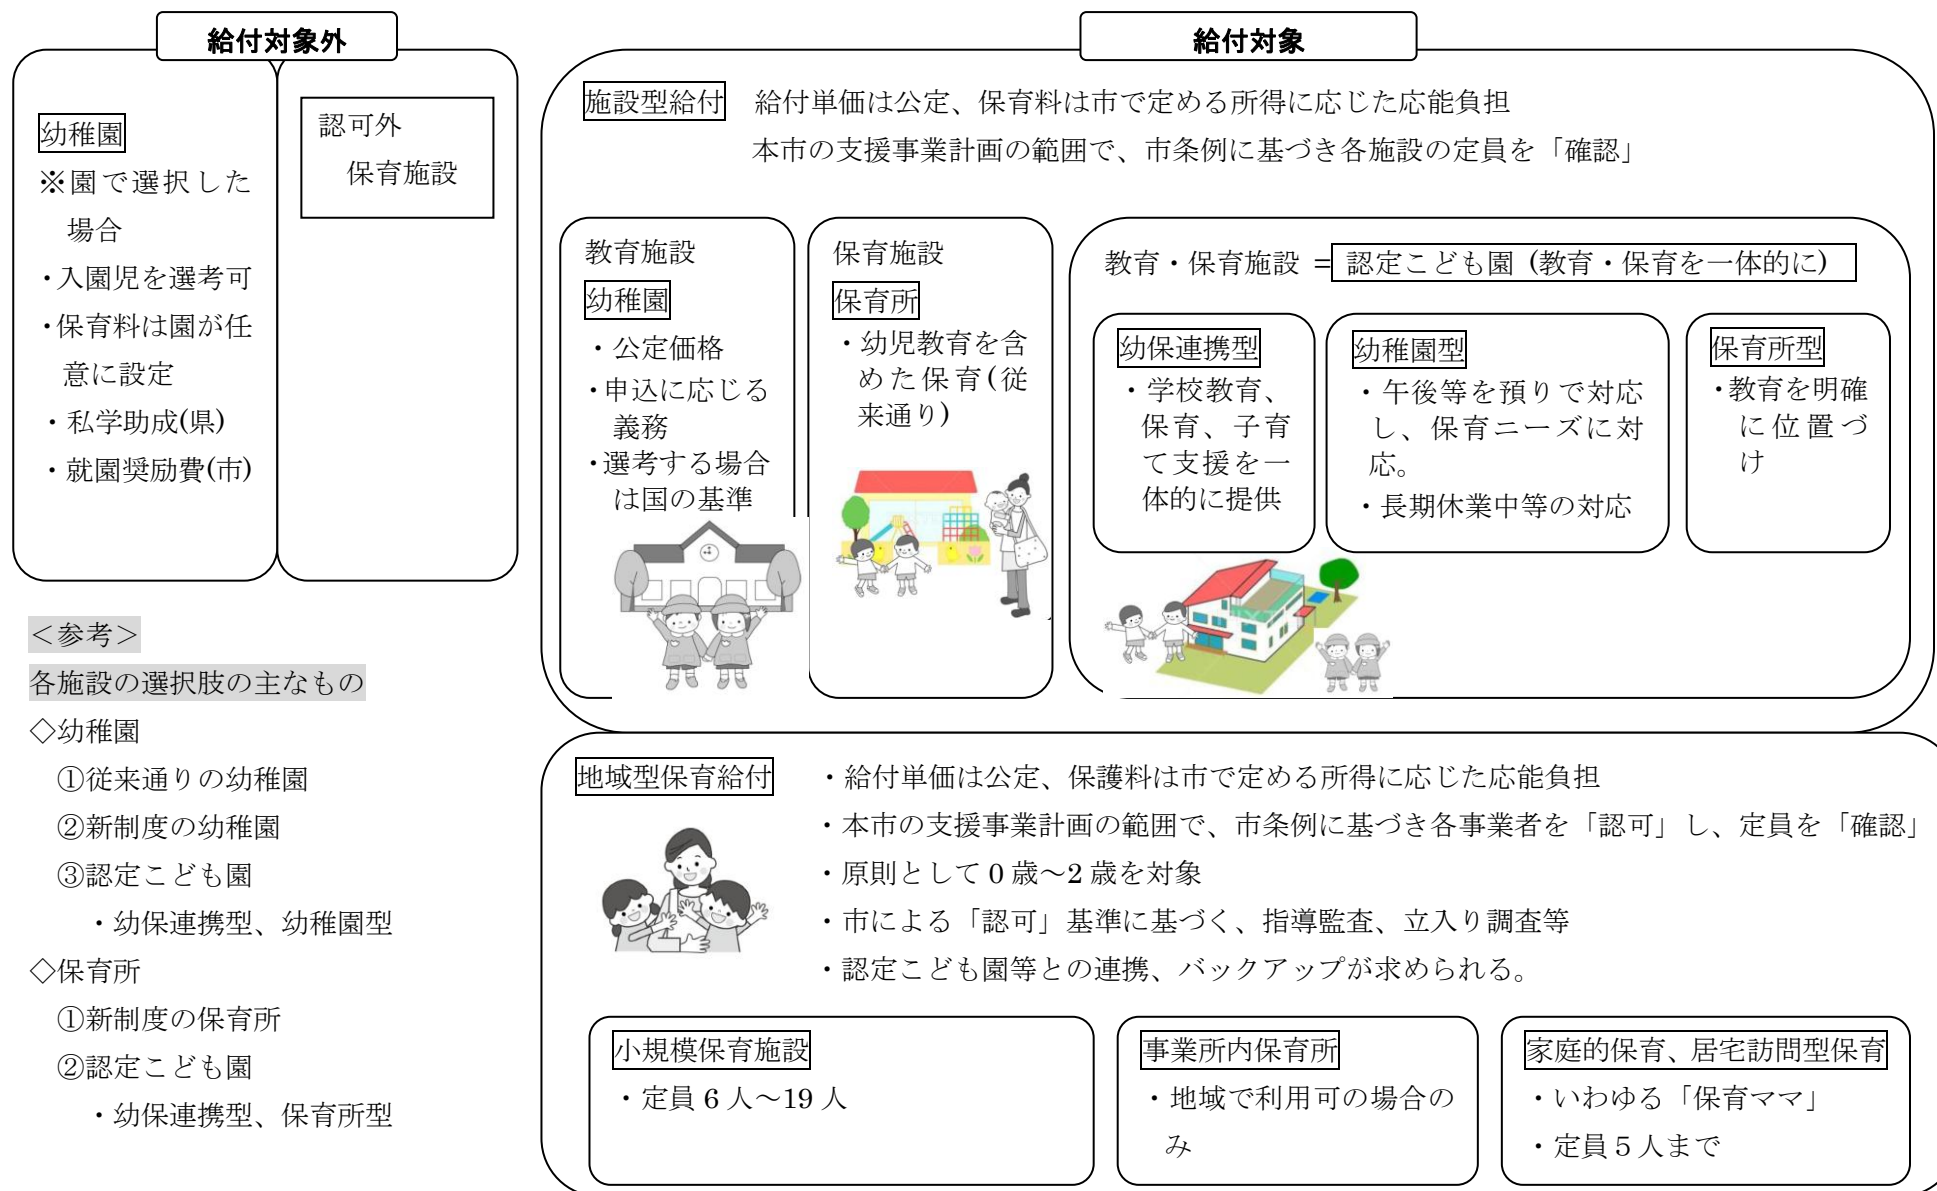 給付対象外
幼稚園
※園で選択した
場合
・入園児を選考可
・保育料は園が任
意に設定
・私学助成(県)
・就園奨励費(市)
認可外
保育施設
<参考>
各施設の選択肢の主なもの
◇幼稚園
①従来通りの幼稚園
②新制度の幼稚園
③認定こども園
・幼保連携型、幼稚園型
◇保育所
①新制度の保育所
②認定こども園
・幼保連携型、保育所型
給付対象
施設型給付 給付単価は公定、保育料は市で定める所得に応じた応能負担
本市の支援事業計画の範囲で、市条例に基づき各施設の定員を「確認」
教育施設
幼稚園
・公定価格
・申込に応じる
義務
・選考する場合
は国の基準
保育施設
保育所
・幼児教育を含
めた保育(従
来通り)
教育・保育施設 = 認定こども園 (教育・保育を一体的に)
幼保連携型
・学校教育、
保育、子育
て支援を一
体的に提供
幼稚園型
・午後等を預りで対応
し、保育ニーズに対
応。
・長期休業中等の対応
保育所型
・教育を明確
に位置づ
け
地域型保育給付 ・給付単価は公定、保護料は市で定める所得に応じた応能負担
・本市の支援事業計画の範囲で、市条例に基づき各事業者を「認可」し、定員を「確認」
・原則として0歳~2歳を対象
・市による「認可」基準に基づく、指導監査、立入り調査等
・認定こども園等との連携、バックアップが求められる。
小規模保育施設
・定員6人~19人
事業所内保育所
・地域で利用可の場合の
み
家庭的保育、居宅訪問型保育
・いわゆる「保育ママ」
・定員5人まで